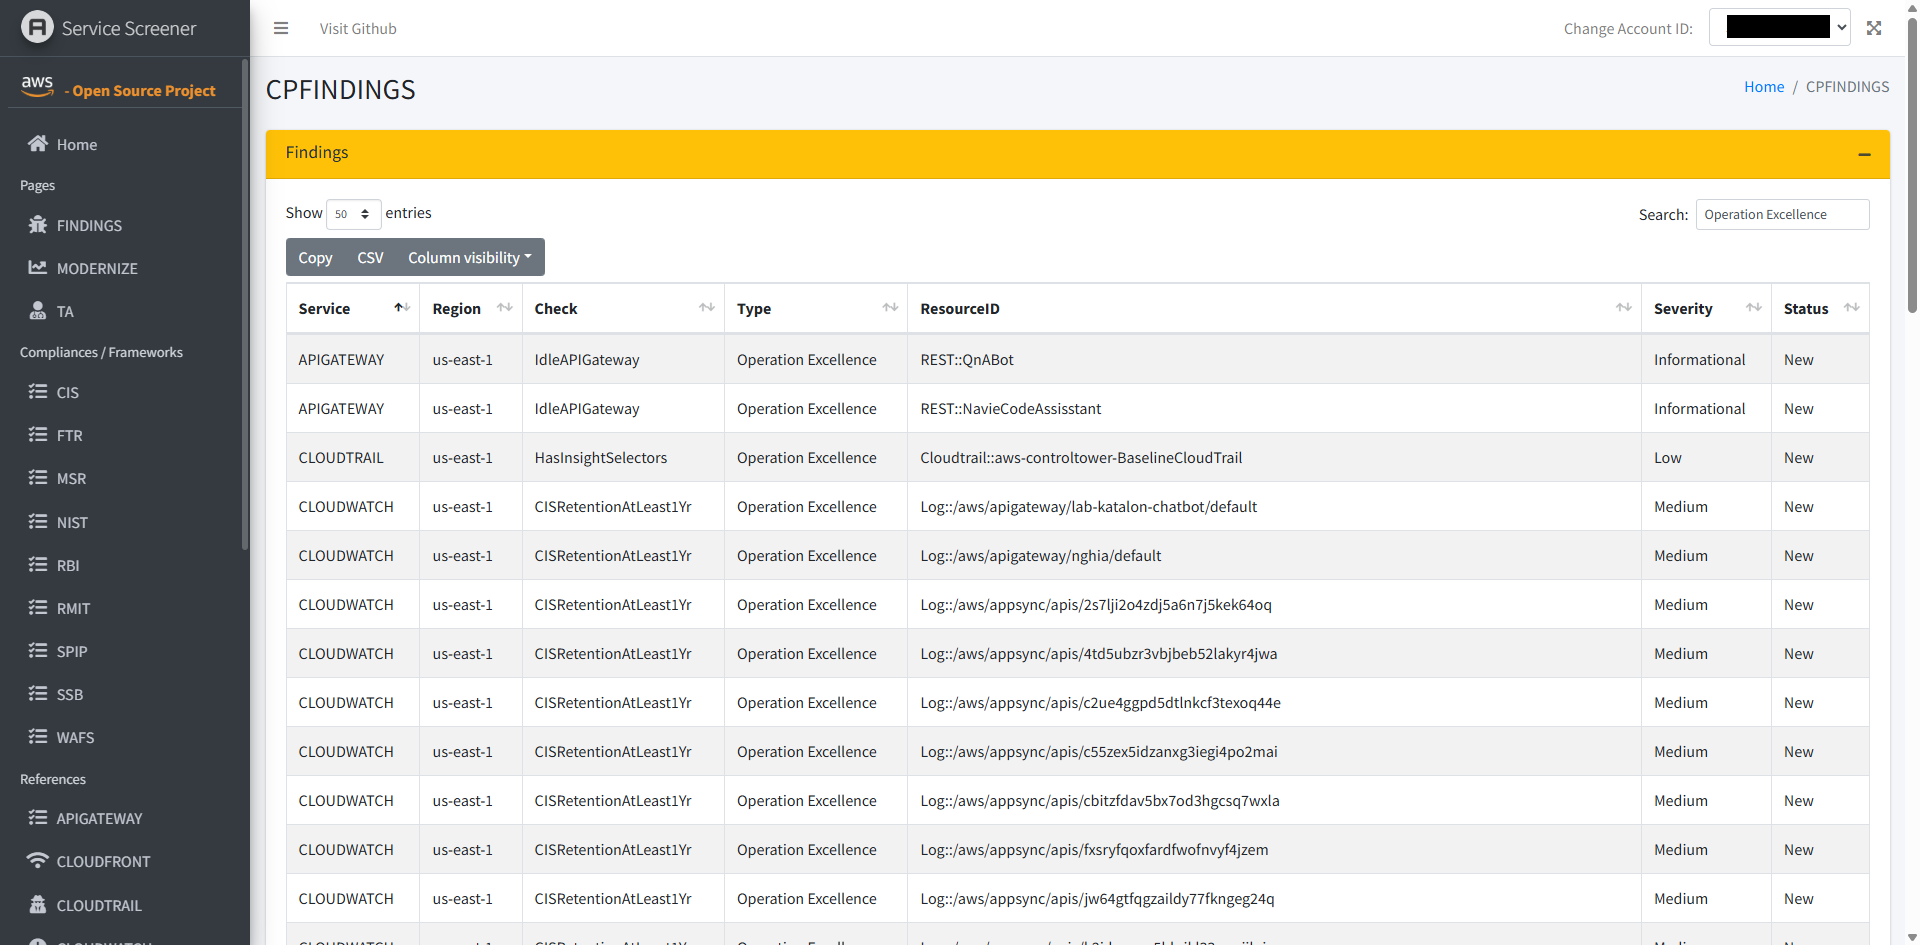 Service Screener
Visit Github
Change Account ID:
aws - Open Source Project
Home
Pages
FINDINGS
MODERNIZE
TA
Compliances / Frameworks
CIS
FTR
MSR
NIST
RBI
RMIT
SPIP
SSB
WAFS
References
APIGATEWAY
CLOUDFRONT
CLOUDTRAIL
CPFINDINGS
Home / CPFINDINGS
Findings
Show 50 entries
Search: Operation Excellence
Copy CSV Column visibility
Service Region Check Type ResourceID Severity Status
APIGATEWAY us-east-1 IdleAPIGateway Operation Excellence REST::QnABot Informational New
APIGATEWAY us-east-1 IdleAPIGateway Operation Excellence REST::NavieCodeAssisstant Informational New
CLOUDTRAIL us-east-1 HasInsightSelectors Operation Excellence Cloudtrail::aws-controltower-BaselineCloudTrail Low New
CLOUDWATCH us-east-1 CISRetentionAtLeast1Yr Operation Excellence Log::/aws/apigateway/lab-katalon-chatbot/default Medium New
CLOUDWATCH us-east-1 CISRetentionAtLeast1Yr Operation Excellence Log::/aws/apigateway/nghia/default Medium New
CLOUDWATCH us-east-1 CISRetentionAtLeast1Yr Operation Excellence Log::/aws/appsync/apis/2s7lji2o4zdj5a6n7j5kek64oq Medium New
CLOUDWATCH us-east-1 CISRetentionAtLeast1Yr Operation Excellence Log::/aws/appsync/apis/4td5ubzr3vbjbeb52lakyr4jwa Medium New
CLOUDWATCH us-east-1 CISRetentionAtLeast1Yr Operation Excellence Log::/aws/appsync/apis/c2ue4ggpd5dtlnkcf3texoq44e Medium New
CLOUDWATCH us-east-1 CISRetentionAtLeast1Yr Operation Excellence Log::/aws/appsync/apis/c55zex5idzanxg3iegi4po2mai Medium New
CLOUDWATCH us-east-1 CISRetentionAtLeast1Yr Operation Excellence Log::/aws/appsync/apis/cbitzfdav5bx7od3hgcsq7wxla Medium New
CLOUDWATCH us-east-1 CISRetentionAtLeast1Yr Operation Excellence Log::/aws/appsync/apis/fxsryfqoxfardfwofnvyf4jzem Medium New
CLOUDWATCH us-east-1 CISRetentionAtLeast1Yr Operation Excellence Log::/aws/appsync/apis/jw64gtfqgzaildy77fkngeg24q Medium New